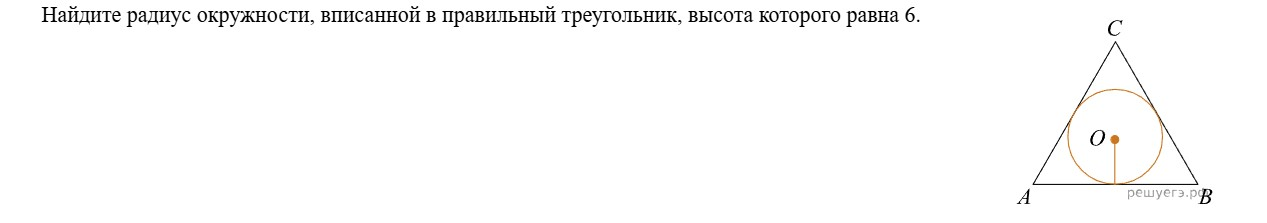 Найдите радиус окружности, вписанной в правильный треугольник, высота которого равна 6.
C
O
A
B
решуегэ.рф